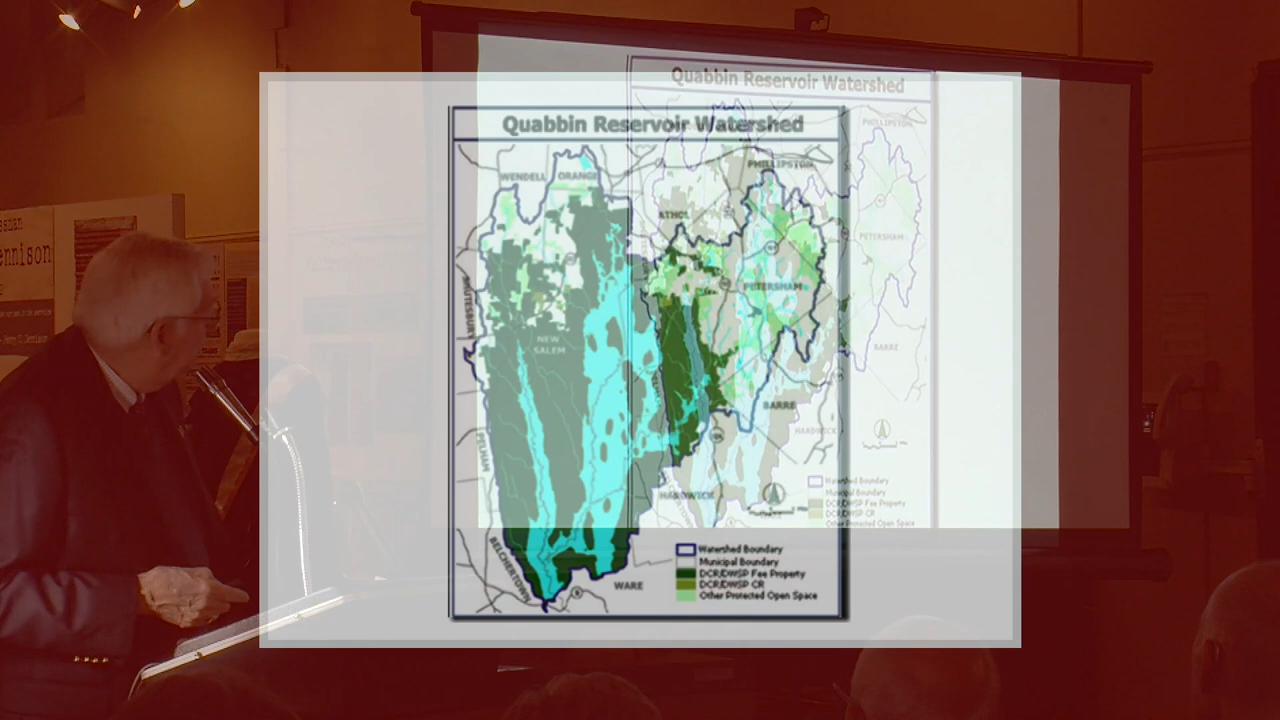 Quabbin Reservoir Watershed
Quabbin Reservoir Watershed
PHILLIPSTON
PHILLIPSTON
WENDELL
ORANGE
ATHOL
PETERSHAM
PETERSHAM
ennison
NEW
SALEM
BARRE
BARRE
HARDWICK
PELHAM
HARDWICK
Watershed Boundary
Municipal Boundary
DCR/DWSP Fee Property
DCR/DWSP CR
Other Protected Open Space
BELCHERTOWN
WARE
Watershed Boundary
Municipal Boundary
DCR/DWSP Fee Property
DCR/DWSP CR
Other Protected Open Space